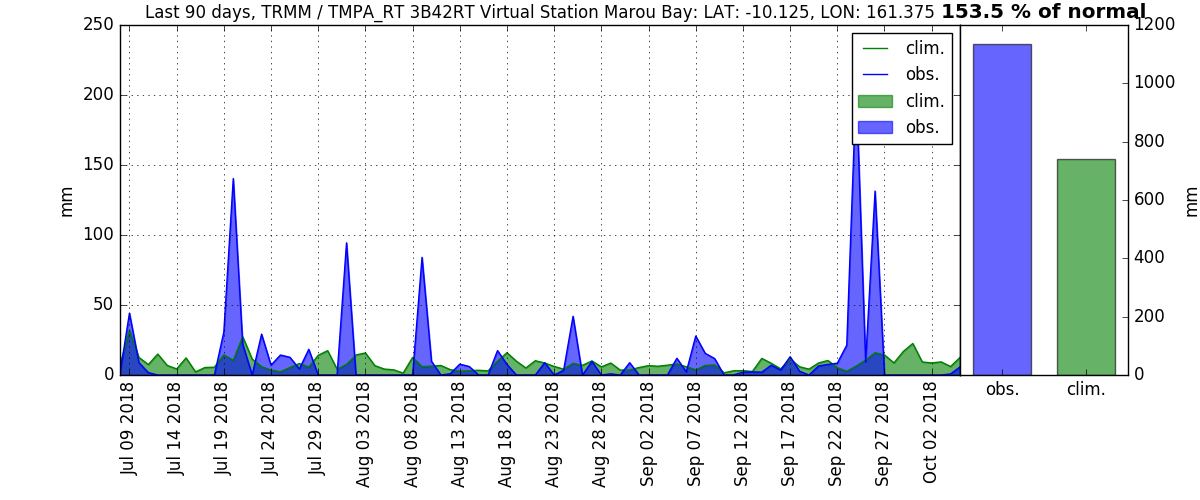 Last 90 days, TRMM / TMPA_RT 3B42RT Virtual Station Marou Bay: LAT: -10.125, LON: 161.375 153.5 % of normal
250
200
150
100
50
0
mm
clim.
obs.
clim.
obs.
1200
1000
800
600
400
200
0
mm
obs.
clim.
Jul 09 2018
Jul 14 2018
Jul 19 2018
Jul 24 2018
Jul 29 2018
Aug 03 2018
Aug 08 2018
Aug 13 2018
Aug 18 2018
Aug 23 2018
Aug 28 2018
Sep 02 2018
Sep 07 2018
Sep 12 2018
Sep 17 2018
Sep 22 2018
Sep 27 2018
Oct 02 2018